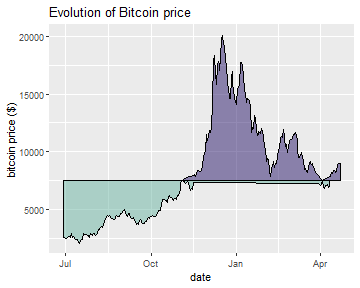 Evolution of Bitcoin price
bitcoin price ($)
20000
15000
10000
5000
Jul
Oct
Jan
Apr
date